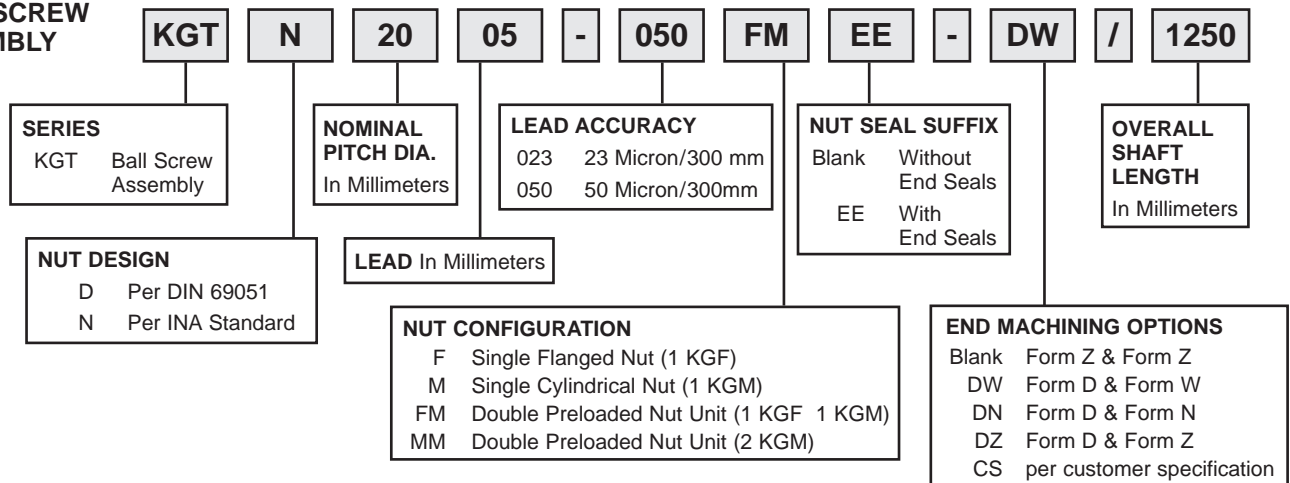 SCREW
MBLY
KGT N 20 05 - 050 FM EE - DW / 1250
SERIES
KGT Ball Screw
Assembly
NOMINAL
PITCH DIA.
In Millimeters
LEAD ACCURACY
023 23 Micron/300 mm
050 50 Micron/300mm
NUT SEAL SUFFIX
Blank Without
End Seals
EE With
End Seals
OVERALL
SHAFT
LENGTH
In Millimeters
NUT DESIGN
D Per DIN 69051
N Per INA Standard
LEAD In Millimeters
NUT CONFIGURATION
F Single Flanged Nut (1 KGF)
M Single Cylindrical Nut (1 KGM)
FM Double Preloaded Nut Unit (1 KGF 1 KGM)
MM Double Preloaded Nut Unit (2 KGM)
END MACHINING OPTIONS
Blank Form Z & Form Z
DW Form D & Form W
DN Form D & Form N
DZ Form D & Form Z
CS per customer specification